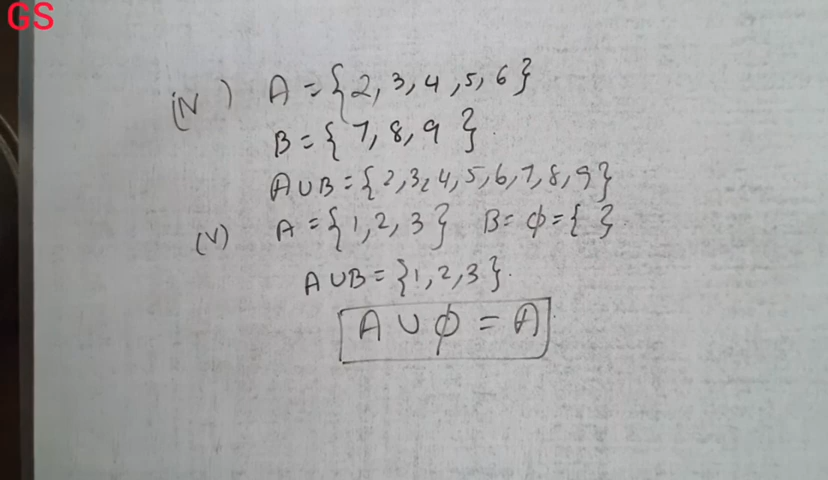 GS
(iv) A = {2, 3, 4, 5, 6}
B = {7, 8, 9}.
A∪B = {2, 3, 4, 5, 6, 7, 8, 9}
(v) A = {1, 2, 3} B = ϕ = { }.
A∪B = {1, 2, 3}.
A ∪ ϕ = A